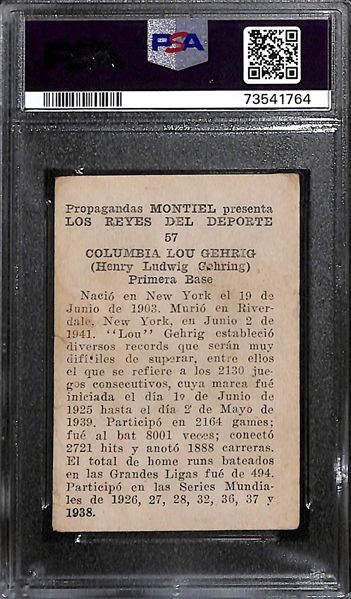 PSA
73541764
Propagandas MONTIEL presenta
LOS REYES DEL DEPORTE
57
COLUMBIA LOU GEHRIG
(Henry Ludwig Gehring)
Primera Base
Nació en New York el 19 de
Junio de 1903. Murió en River-
dale, New York, en Junio 2 de
1941. "Lou" Gehrig estableció
diversos records que serán muy
difíciles de superar, entre ellos
el que se refiere a los 2130 jue-
gos consecutivos, cuya marca fué
iniciada el día 1º de Junio de
1925 hasta el día 2 de Mayo de
1939. Participó en 2164 games;
fué al bat 8001 veces; conectó
2721 hits y anotó 1888 carreras.
El total de home runs bateados
en las Grandes Ligas fué de 494.
Participó en las Series Mundia-
les de 1926, 27, 28, 32, 36, 37 y
1938.